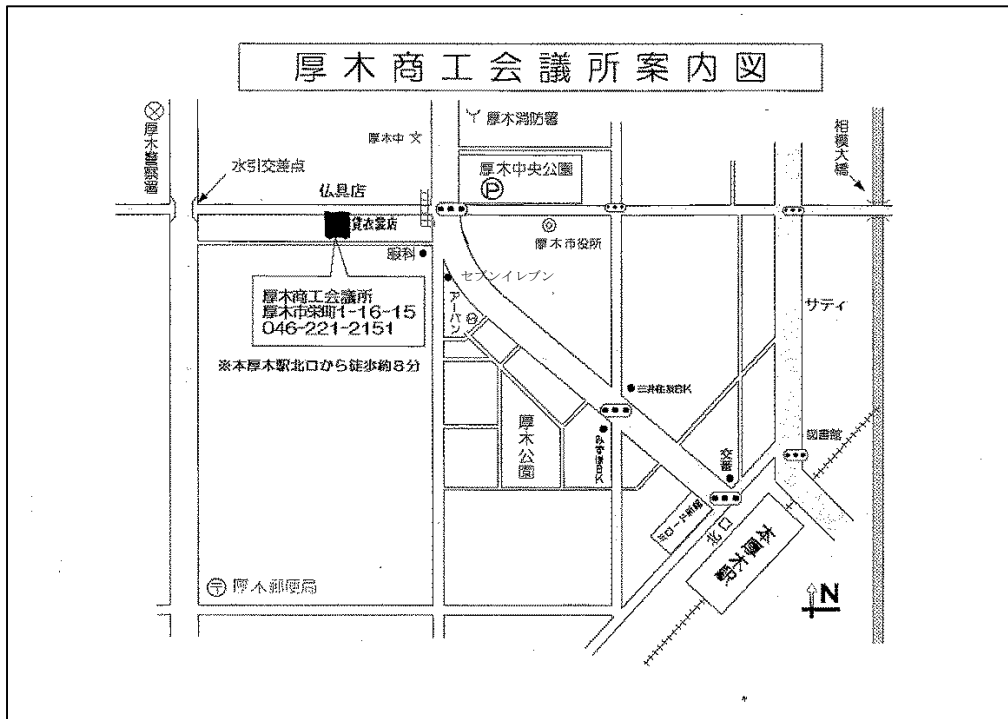 厚木商工会議所案内図
厚木消防署
厚木中
文
厚木警察署
相模大橋
水引交差点
厚木中央公園
P
仏具店
貸衣裳店
厚木市役所
眼科
セブンイレブン
アーバン
サティ
厚木商工会議所
厚木市栄町1-16-15
046-221-2151
※本厚木駅北口から徒歩約8分
三井住友BK
みずほBK
厚木公園
図書館
交番
北口
本厚木駅
〒
厚木郵便局
N